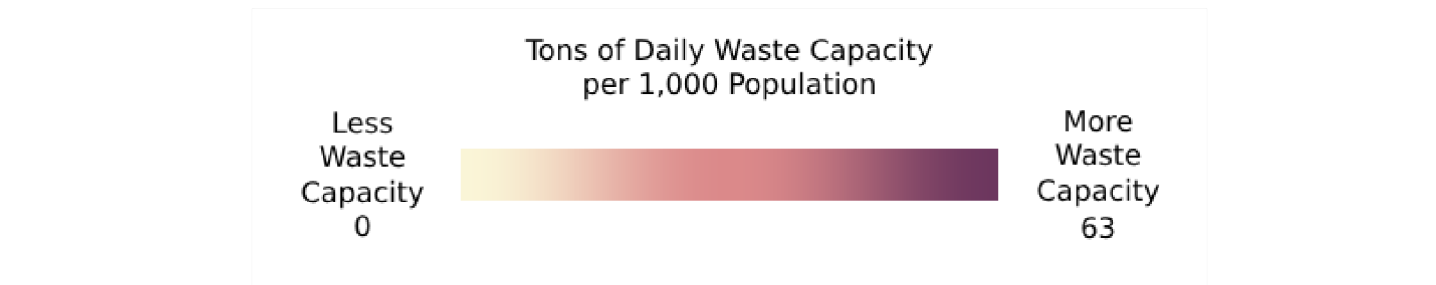 Tons of Daily Waste Capacity
per 1,000 Population
Less
Waste
Capacity
0
More
Waste
Capacity
63